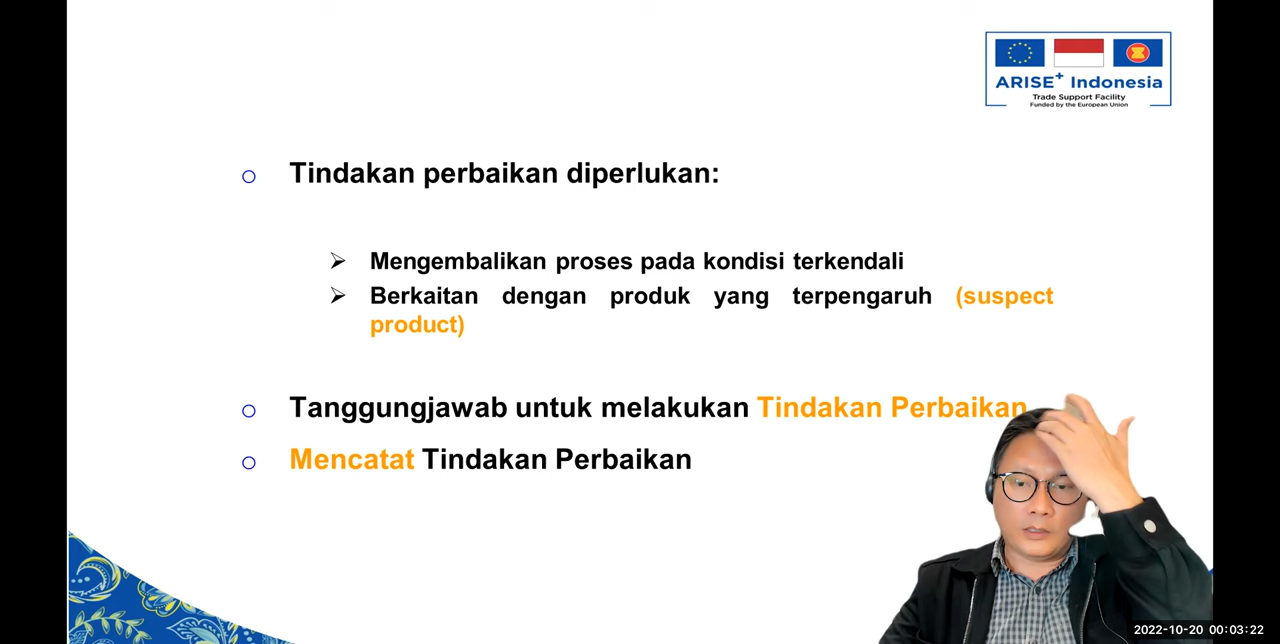 ARISE+ Indonesia
Trade Support Facility
Funded by the European Union
Tindakan perbaikan diperlukan:
Mengembalikan proses pada kondisi terkendali
Berkaitan dengan produk yang terpengaruh (suspect
product)
Tanggungjawab untuk melakukan Tindakan Perbaikan
Mencatat Tindakan Perbaikan
2022-10-20 00:03:22